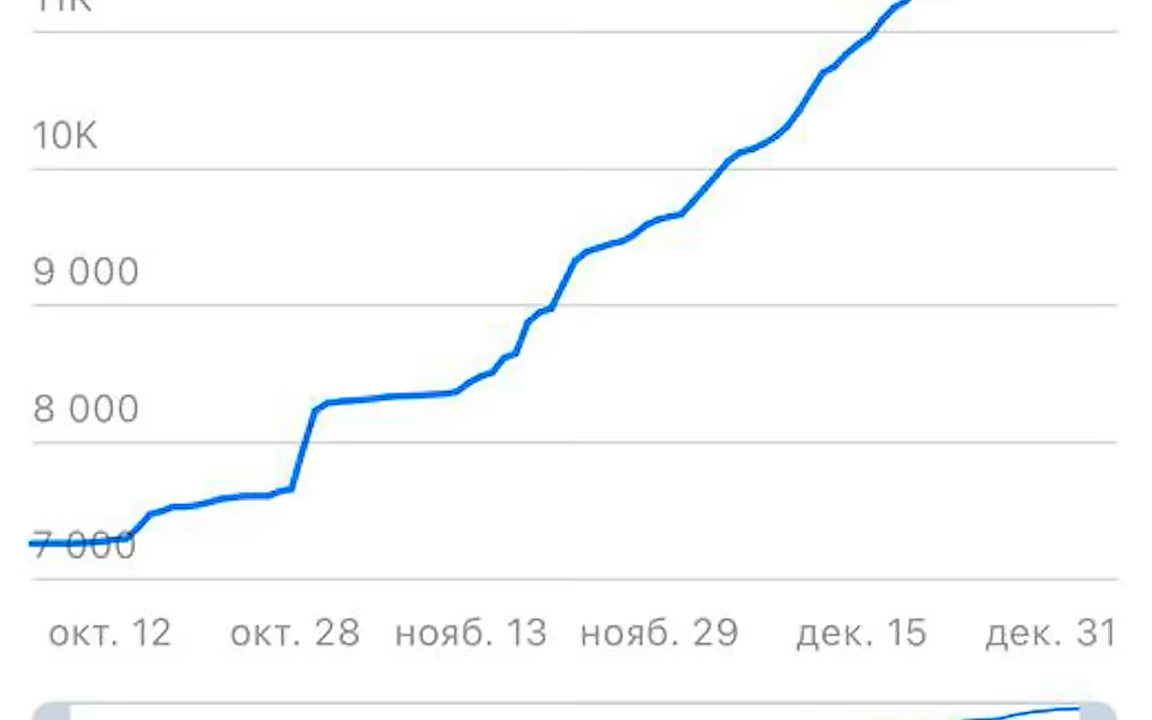 11K
10K
9 000
8 000
7 000
окт. 12 окт. 28 нояб. 13 нояб. 29 дек. 15 дек. 31